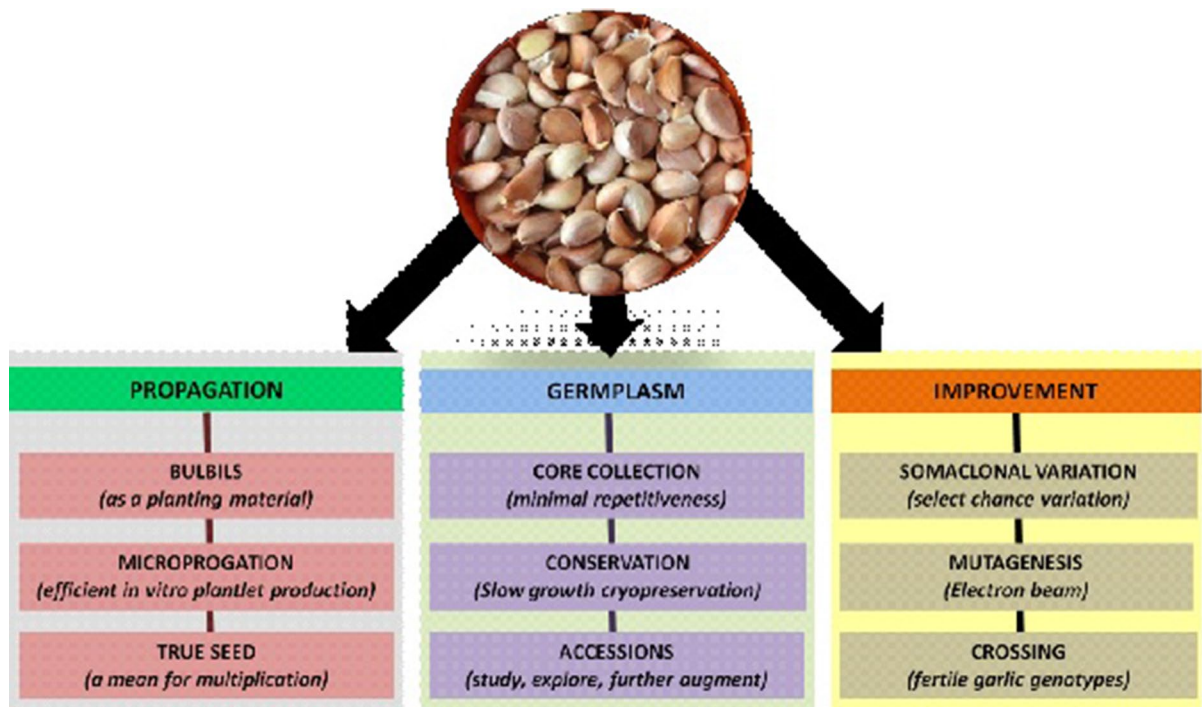 PROPAGATION
BULBILS
(as a planting material)
MICROPROGATION
(efficient in vitro plantlet production)
TRUE SEED
(a mean for multiplication)
GERMPLASM
CORE COLLECTION
(minimal repetitiveness)
CONSERVATION
(Slow growth cryopreservation)
ACCESSIONS
(study, explore, further augment)
IMPROVEMENT
SOMACLONAL VARIATION
(select chance variation)
MUTAGENESIS
(Electron beam)
CROSSING
(fertile garlic genotypes)